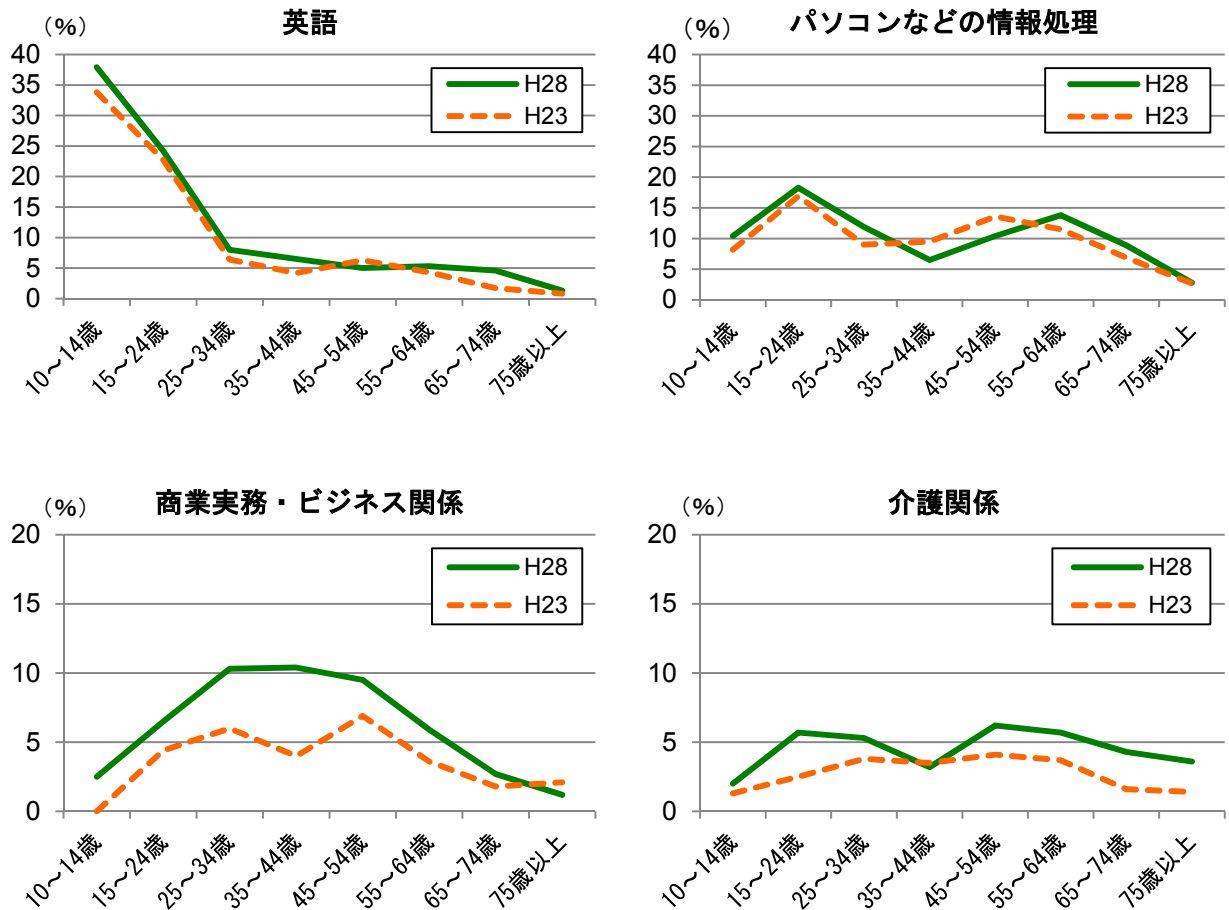 英語
（%）
40
35
30
25
20
15
10
5
0
H28
H23
10～14歳
15～24歳
25～34歳
35～44歳
45～54歳
55～64歳
65～74歳
75歳以上
パソコンなどの情報処理
（%）
40
35
30
25
20
15
10
5
0
H28
H23
10～14歳
15～24歳
25～34歳
35～44歳
45～54歳
55～64歳
65～74歳
75歳以上
商業実務・ビジネス関係
（%）
20
15
10
5
0
H28
H23
10～14歳
15～24歳
25～34歳
35～44歳
45～54歳
55～64歳
65～74歳
75歳以上
介護関係
（%）
20
15
10
5
0
H28
H23
10～14歳
15～24歳
25～34歳
35～44歳
45～54歳
55～64歳
65～74歳
75歳以上